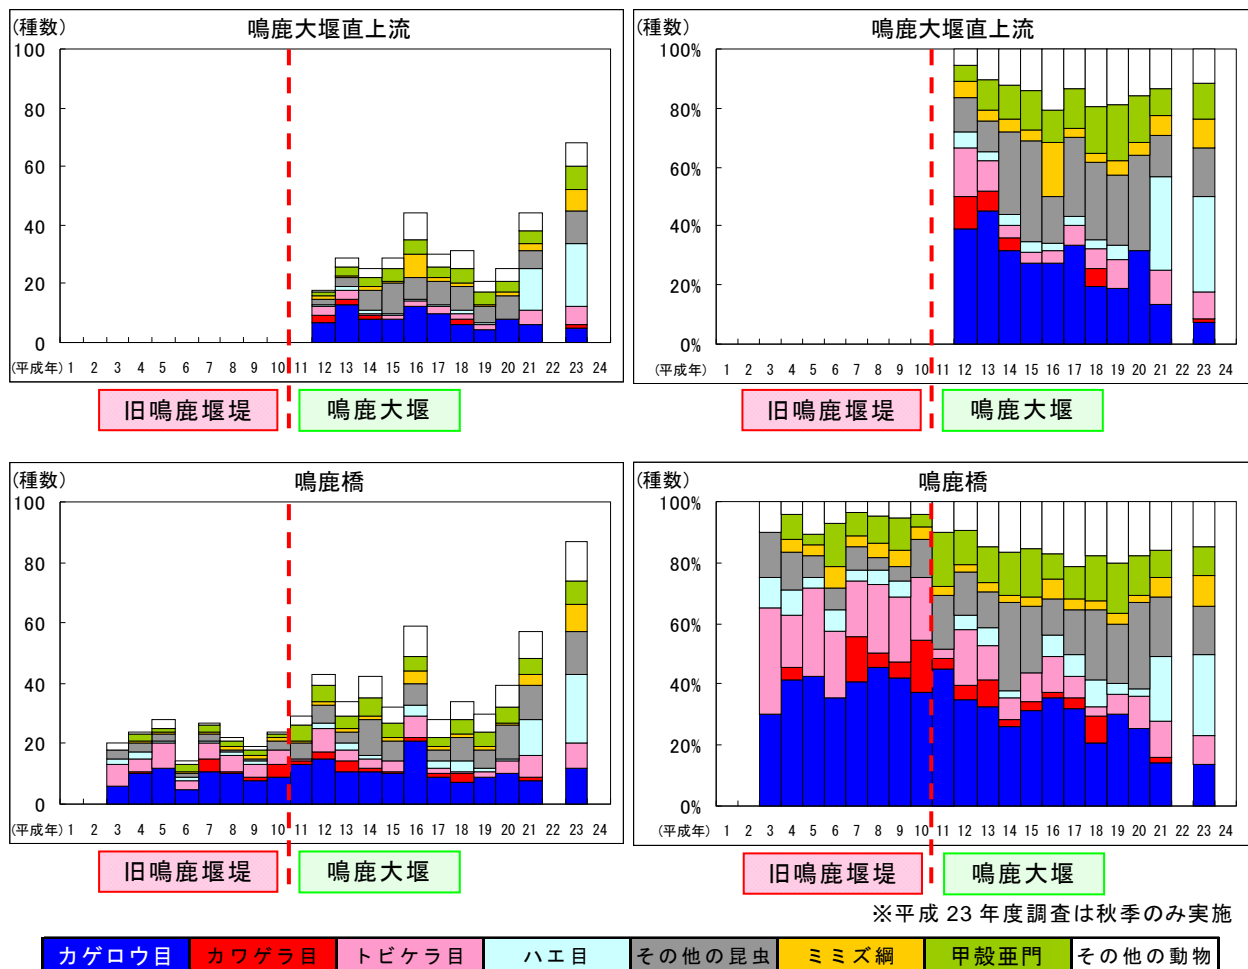 (種数) 鳴鹿大堰直上流
100
80
60
40
20
0
(平成年) 1 2 3 4 5 6 7 8 9 10 11 12 13 14 15 16 17 18 19 20 21 22 23 24
旧鳴鹿堰堤 鳴鹿大堰
(種数) 鳴鹿大堰直上流
100%
80%
60%
40%
20%
0%
(平成年) 1 2 3 4 5 6 7 8 9 10 11 12 13 14 15 16 17 18 19 20 21 22 23 24
旧鳴鹿堰堤 鳴鹿大堰
(種数) 鳴鹿橋
100
80
60
40
20
0
(平成年) 1 2 3 4 5 6 7 8 9 10 11 12 13 14 15 16 17 18 19 20 21 22 23 24
旧鳴鹿堰堤 鳴鹿大堰
(種数) 鳴鹿橋
100%
80%
60%
40%
20%
0%
(平成年) 1 2 3 4 5 6 7 8 9 10 11 12 13 14 15 16 17 18 19 20 21 22 23 24
旧鳴鹿堰堤 鳴鹿大堰
※平成 23 年度調査は秋季のみ実施
カゲロウ目 カワゲラ目 トビケラ目 ハエ目 その他の昆虫 ミミズ綱 甲殻亜門 その他の動物